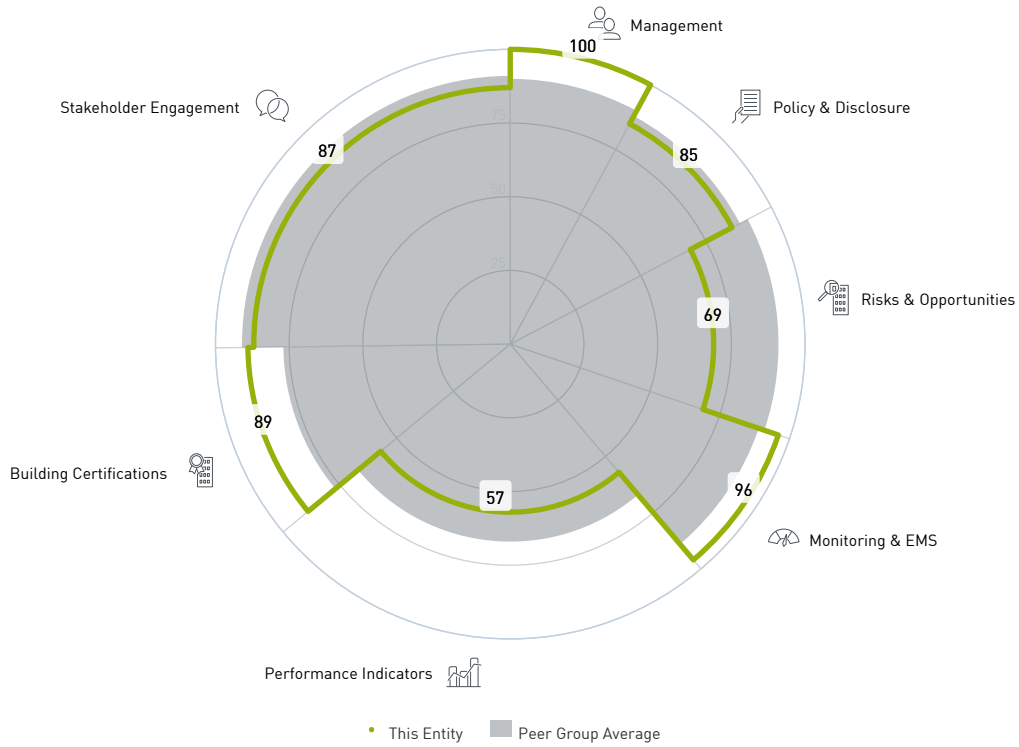 Management
100
Stakeholder Engagement
Policy & Disclosure
75
87
85
50
25
Risks & Opportunities
69
89
Building Certifications
96
57
Monitoring & EMS
Performance Indicators
This Entity
Peer Group Average